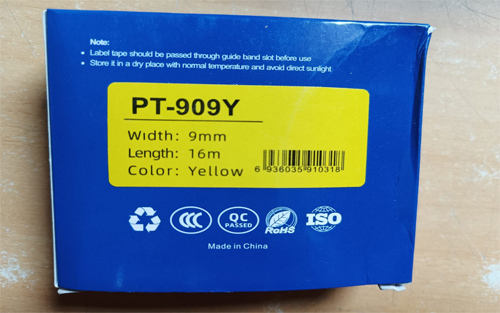 Note:
• Label tape should be passed through guide band slot before use
• Store it in a dry place with normal temperature and avoid direct sunlight
PT-909Y
Width: 9mm
Length: 16m
Color: Yellow
6 936035 910318
CCC
QC
PASSED
RoHS
ISO
Made in China